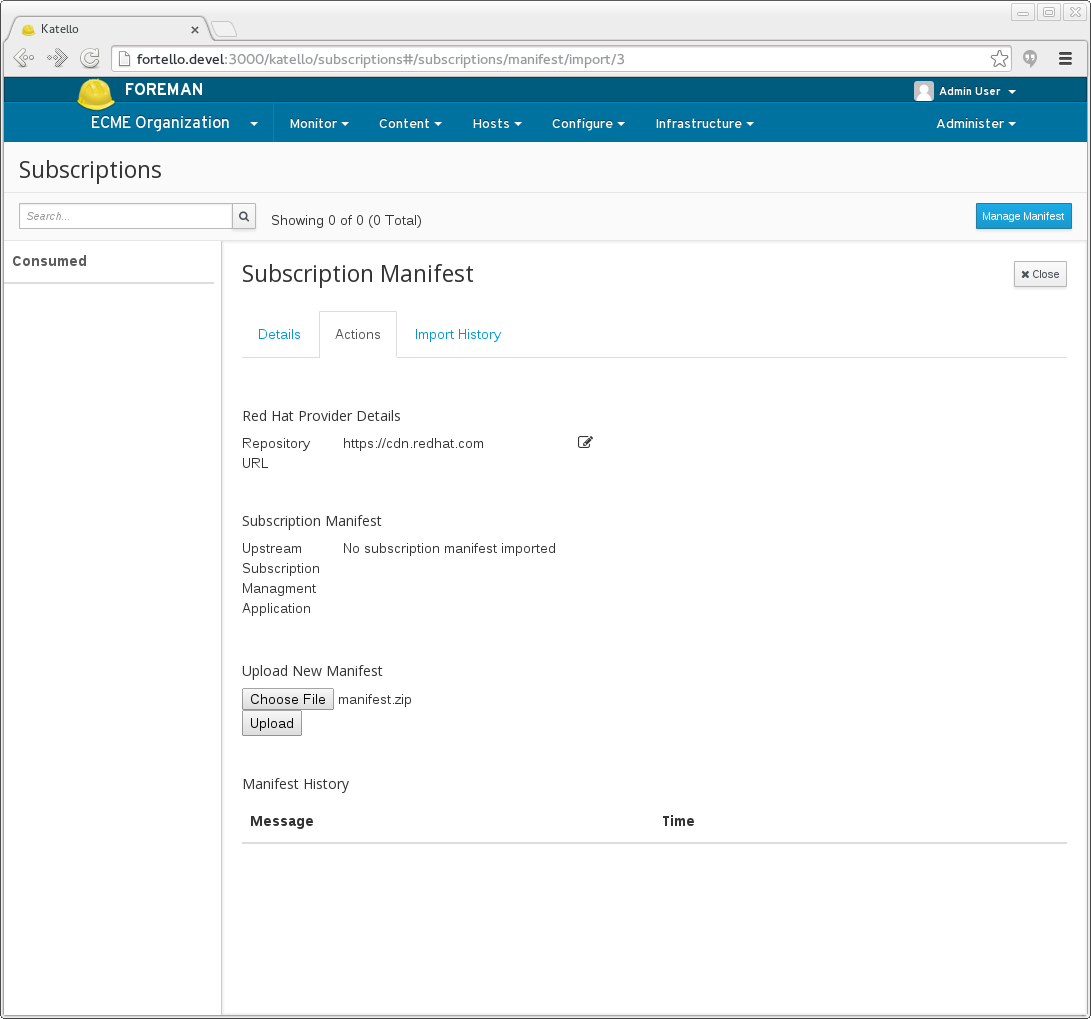 Katello
fortello.devel:3000/katello/subscriptions#/subscriptions/manifest/import/3
FOREMAN
Admin User
ECME Organization Monitor Content Hosts Configure Infrastructure Administer
Subscriptions
Search...
Showing 0 of 0 (0 Total)
Manage Manifest
Consumed
Subscription Manifest
Close
Details Actions Import History
Red Hat Provider Details
Repository https://cdn.redhat.com
URL
Subscription Manifest
Upstream No subscription manifest imported
Subscription
Managment
Application
Upload New Manifest
Choose File manifest.zip
Upload
Manifest History
Message Time